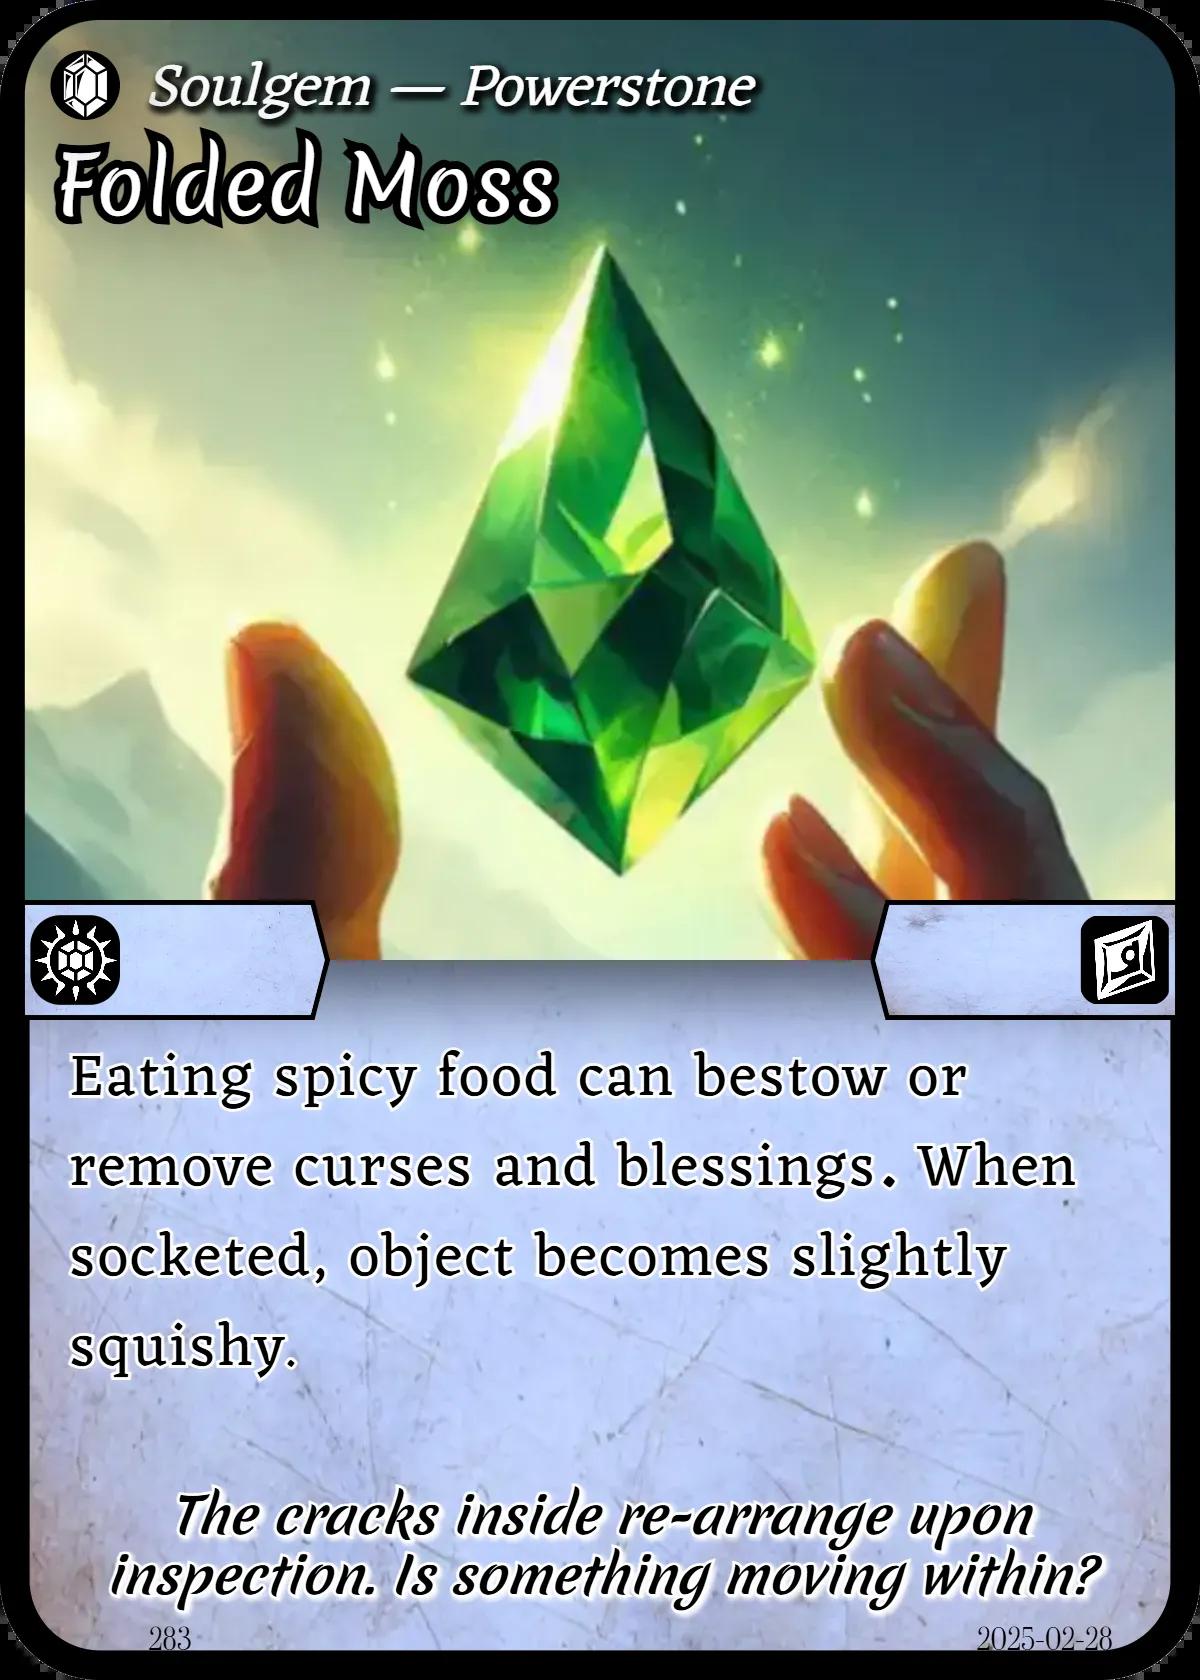 Soulgem — Powerstone
Folded Moss
Eating spicy food can bestow or
remove curses and blessings. When
socketed, object becomes slightly
squishy.
The cracks inside re-arrange upon
inspection. Is something moving within?
283
2025-02-28